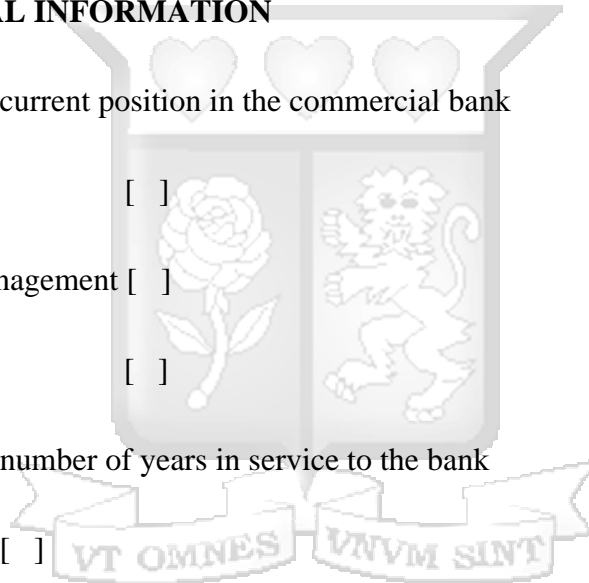 AL INFORMATION
current position in the commercial bank
[ ]
nagement [ ]
[ ]
number of years in service to the bank
[ ]
VT OMNES VNVM SINT